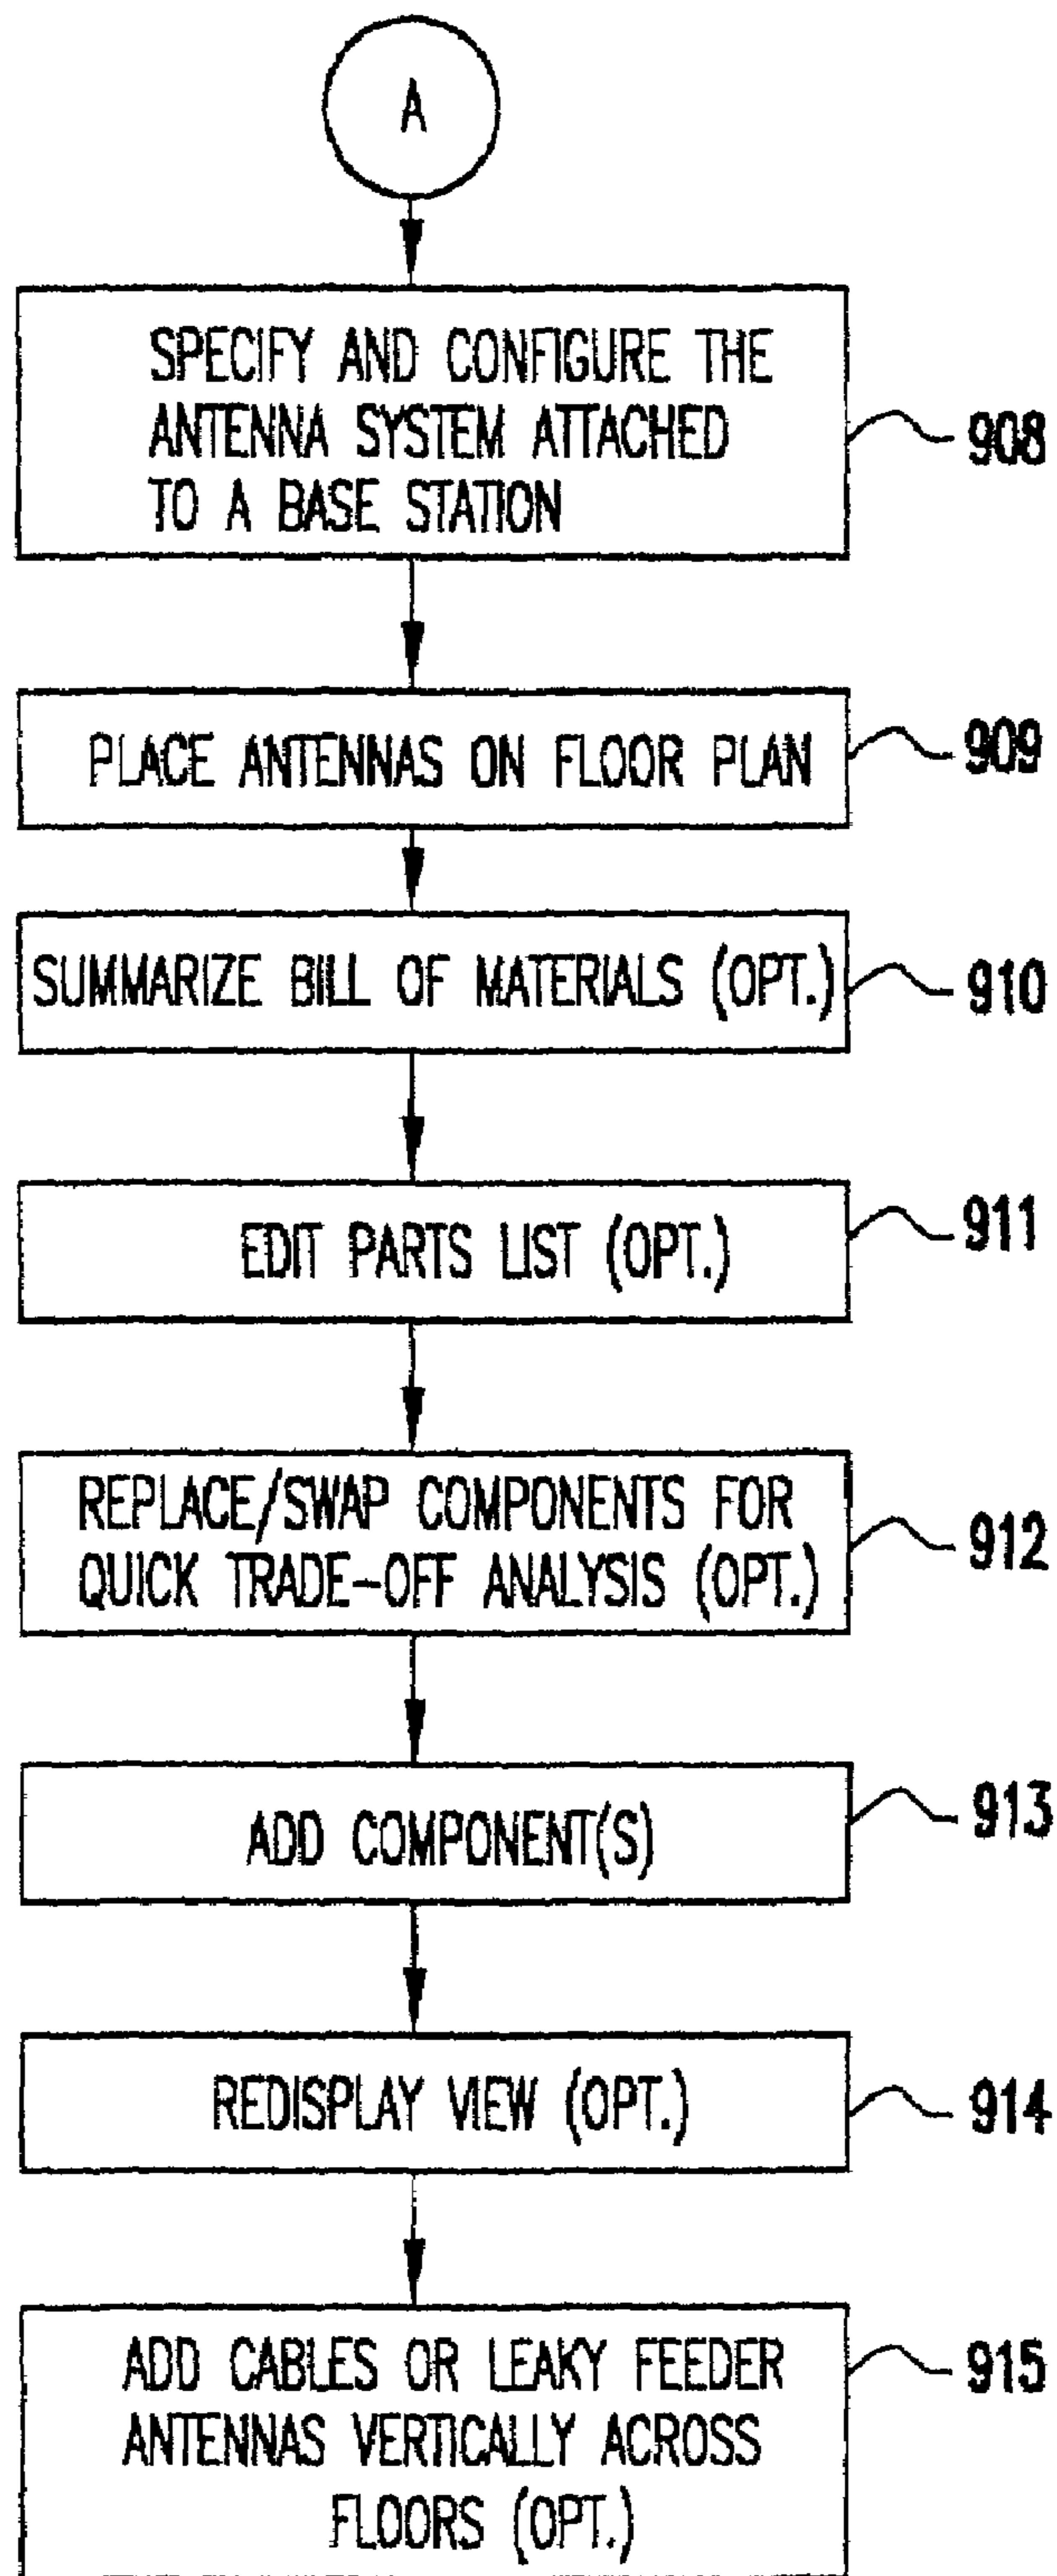 A
SPECIFY AND CONFIGURE THE
ANTENNA SYSTEM ATTACHED
TO A BASE STATION
908
PLACE ANTENNAS ON FLOOR PLAN
909
SUMMARIZE BILL OF MATERIALS (OPT.)
910
EDIT PARTS LIST (OPT.)
911
REPLACE/SWAP COMPONENTS FOR
QUICK TRADE-OFF ANALYSIS (OPT.)
912
ADD COMPONENT(S)
913
REDISPLAY VIEW (OPT.)
914
ADD CABLES OR LEAKY FEEDER
ANTENNAS VERTICALLY ACROSS
FLOORS (OPT.)
915